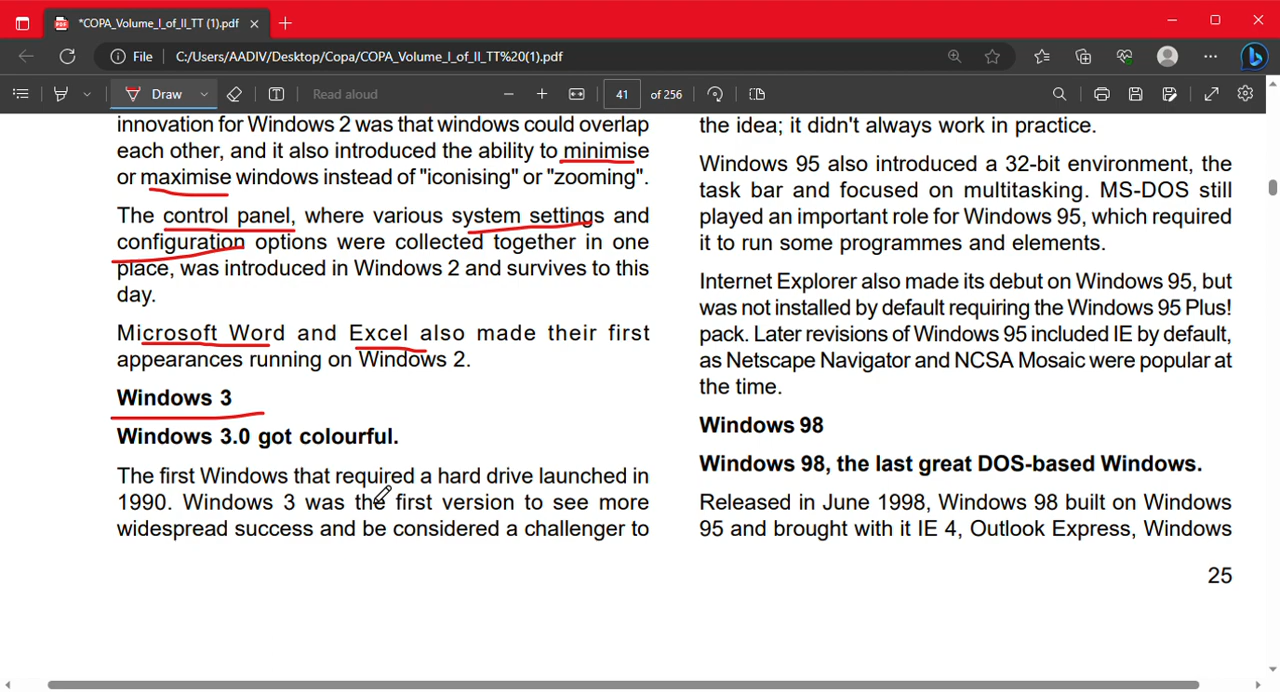 *COPA_Volume_I_of_II_TT (1).pdf
File
C:/Users/AADIV/Desktop/Copa/COPA_Volume_I_of_II_TT%20(1).pdf
Draw
Read aloud
41
of 256
innovation for Windows 2 was that windows could overlap
each other, and it also introduced the ability to minimise
or maximise windows instead of "iconising" or "zooming".
The control panel, where various system settings and
configuration options were collected together in one
place, was introduced in Windows 2 and survives to this
day.
Microsoft Word and Excel also made their first
appearances running on Windows 2.
Windows 3
Windows 3.0 got colourful.
The first Windows that required a hard drive launched in
1990. Windows 3 was the first version to see more
widespread success and be considered a challenger to
the idea; it didn't always work in practice.
Windows 95 also introduced a 32-bit environment, the
task bar and focused on multitasking. MS-DOS still
played an important role for Windows 95, which required
it to run some programmes and elements.
Internet Explorer also made its debut on Windows 95, but
was not installed by default requiring the Windows 95 Plus!
pack. Later revisions of Windows 95 included IE by default,
as Netscape Navigator and NCSA Mosaic were popular at
the time.
Windows 98
Windows 98, the last great DOS-based Windows.
Released in June 1998, Windows 98 built on Windows
95 and brought with it IE 4, Outlook Express, Windows
25